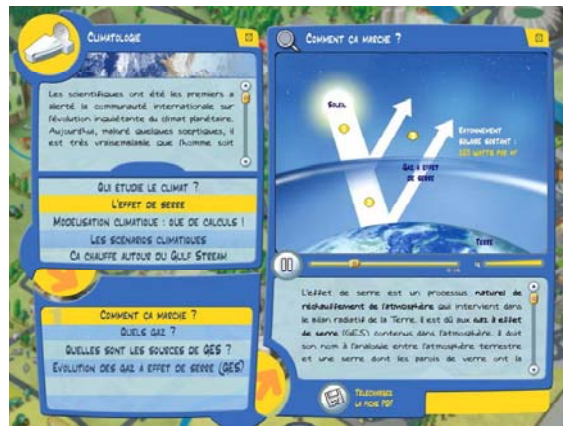 Climatologie
Les scientifiques ont été les premiers a
alerté la communauté internationale sur
l'évolution inquiétante du climat planétaire.
Aujourd'hui, malgré quelques sceptiques, il
est très vraisemblable que l'homme soit
Qui étudie le climat ?
L'effet de serre
Modélisation climatique : que de calculs !
Les scénarios climatiques
Ca chauffe autour du Gulf Stream
Comment ça marche ?
Quels gaz ?
Quelles sont les sources de GES ?
Evolution des gaz à effet de serre (GES)
Comment ça marche ?
Soleil
Rayonnement
solaire sortant :
watts par m²
Gaz à effet
de serre
Terre
L'effet de serre est un processus naturel de
réchauffement de l'atmosphère qui intervient dans
le bilan radiatif de la Terre. Il est dû aux gaz à effet
de serre (GES) contenus dans l'atmosphère. Il doit
son nom à l'analogie entre l'atmosphère terrestre
et une serre dont les parois de verre ont la
Téléchargez
la fiche PDF